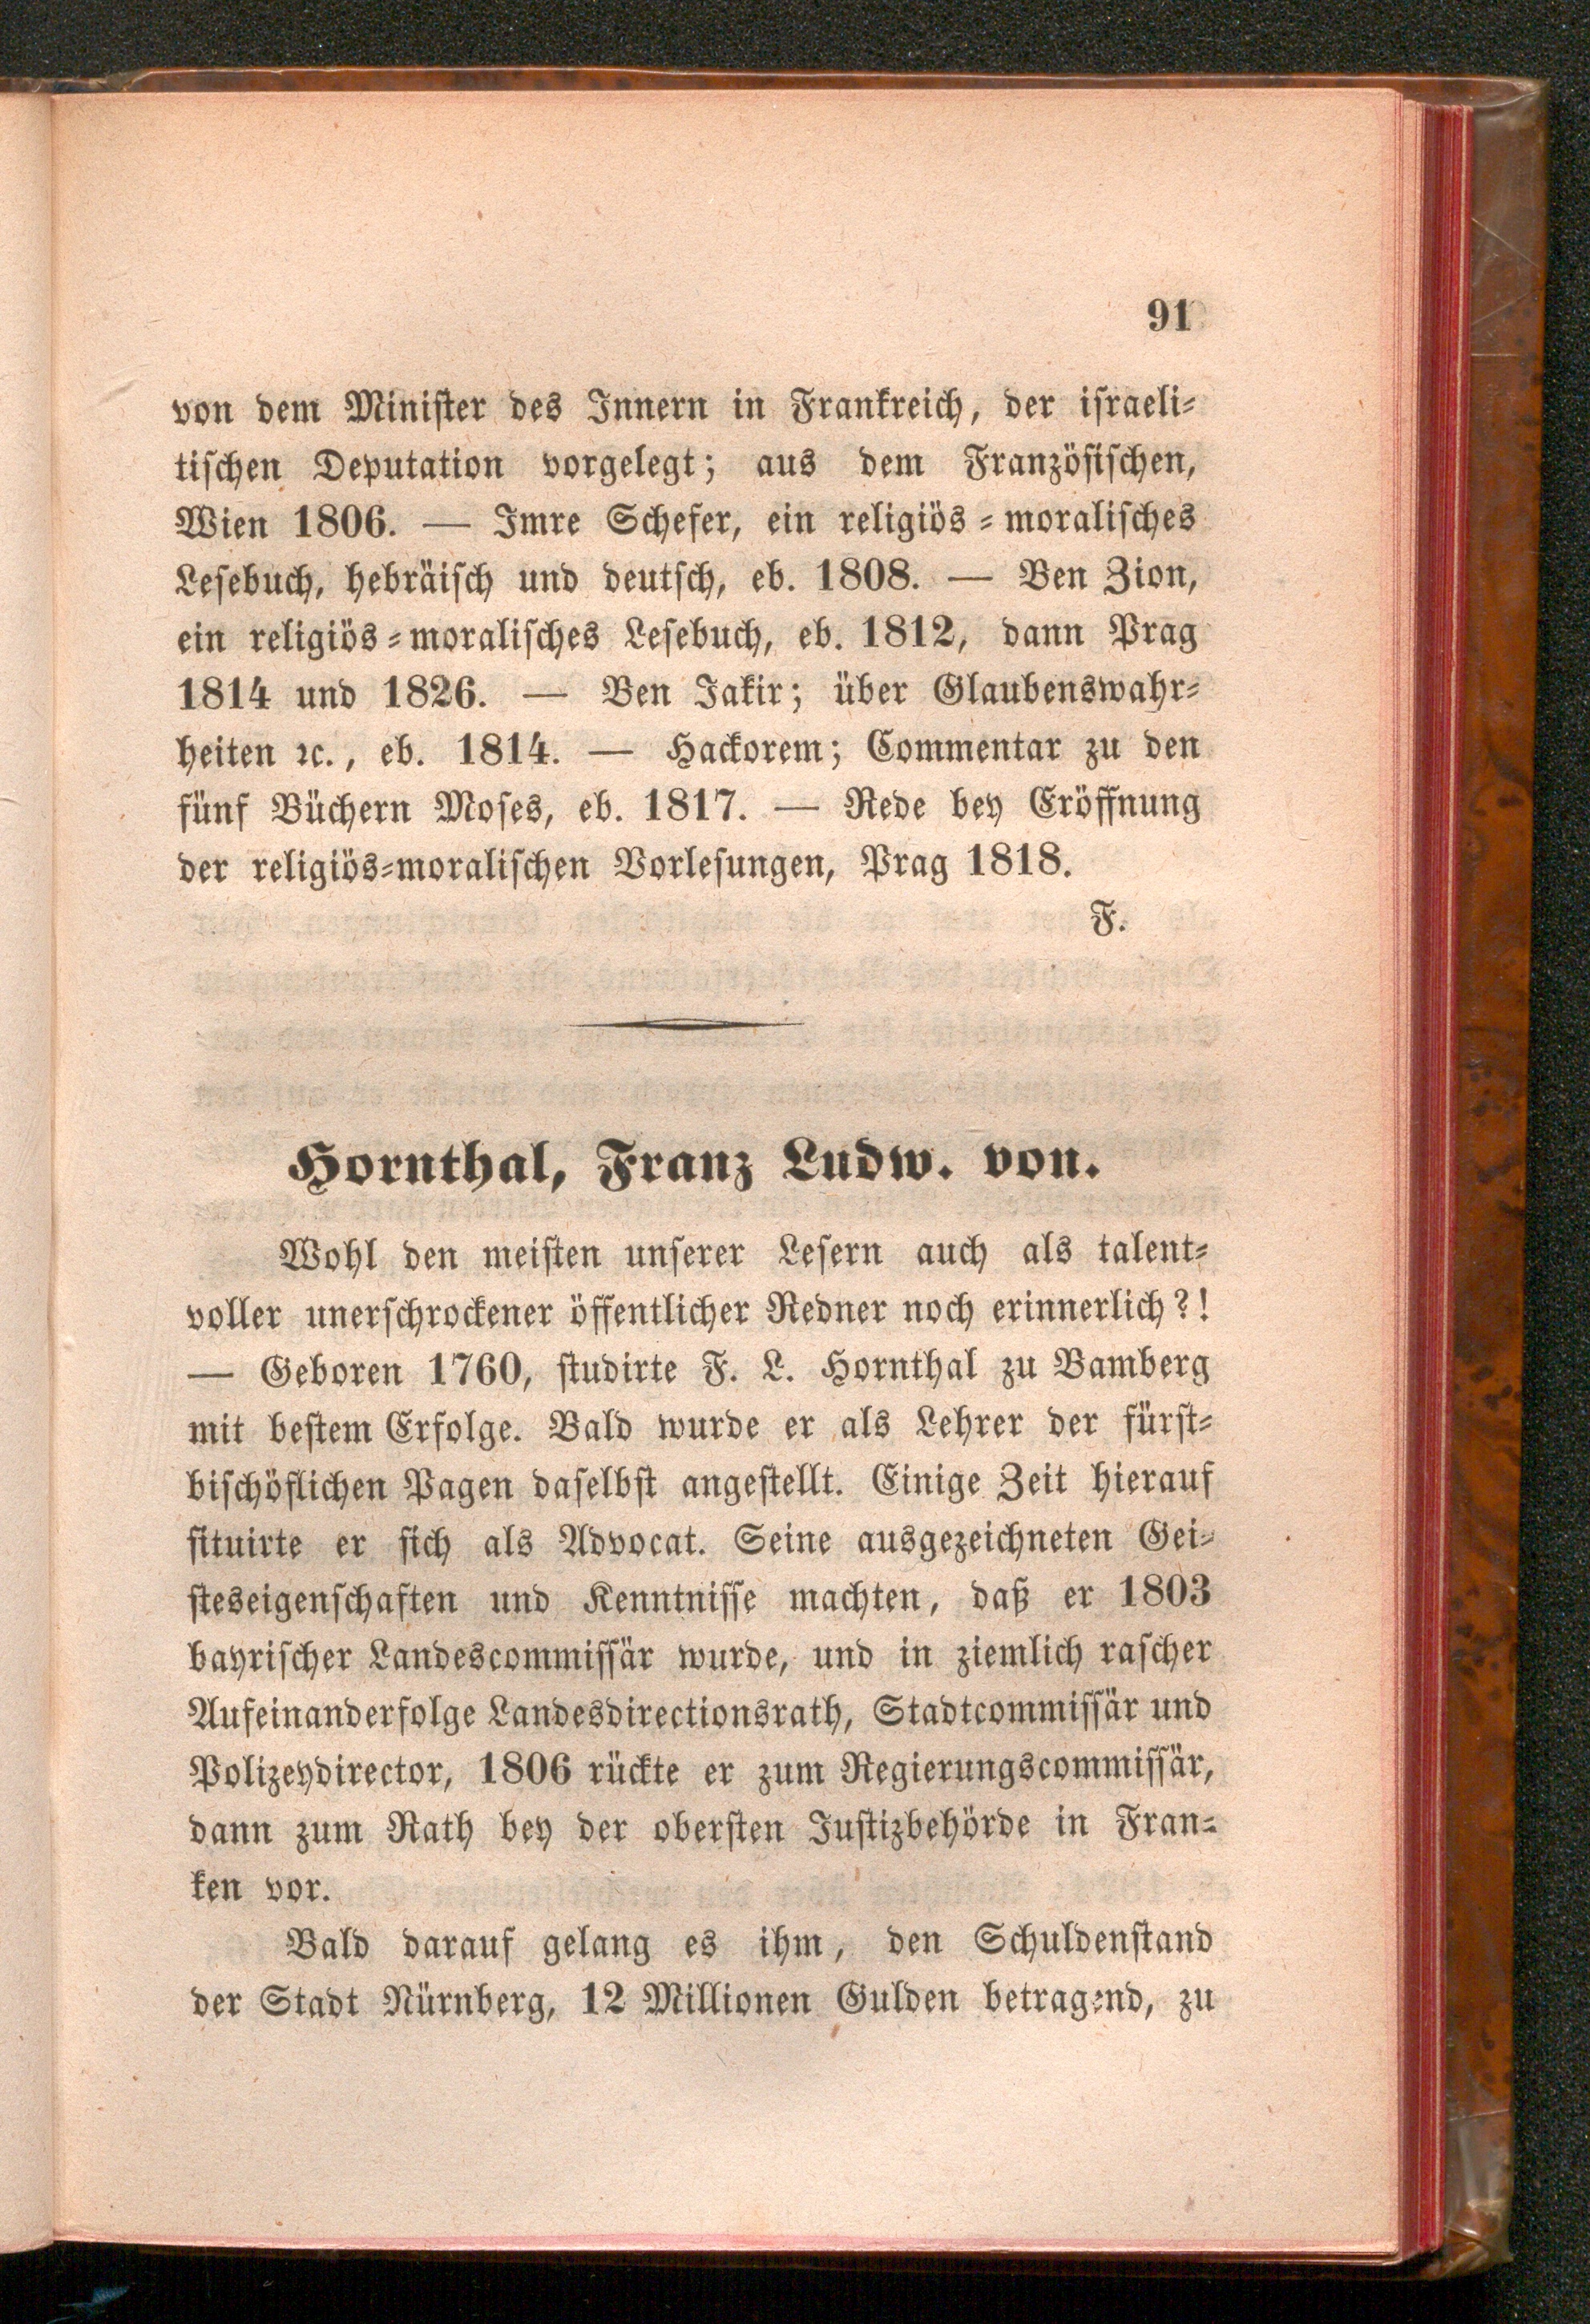 91
von dem Minister des Innern in Frankreich, der israeli-
tischen Deputation vorgelegt; aus dem Französischen,
Wien 1806. — Imre Schefer, ein religiös-moralisches
Lesebuch, hebräisch und deutsch, eb. 1808. — Ben Zion,
ein religiös-moralisches Lesebuch, eb. 1812, dann Prag
1814 und 1826. — Ben Jakir; über Glaubenswahr-
heiten ꝛc., eb. 1814. — Hackorem; Commentar zu den
fünf Büchern Moses, eb. 1817. — Rede bey Eröffnung
der religiös-moralischen Vorlesungen, Prag 1818.
F.
Hornthal, Franz Ludw. von.
Wohl den meisten unserer Lesern auch als talent-
voller unerschrockener öffentlicher Redner noch erinnerlich?!
— Geboren 1760, studirte F. L. Hornthal zu Bamberg
mit bestem Erfolge. Bald wurde er als Lehrer der fürst-
bischöflichen Pagen daselbst angestellt. Einige Zeit hierauf
situirte er sich als Advocat. Seine ausgezeichneten Gei-
steseigenschaften und Kenntnisse machten, daß er 1803
bayrischer Landescommissär wurde, und in ziemlich rascher
Aufeinanderfolge Landesdirectionsrath, Stadtcommissär und
Polizeydirector, 1806 rückte er zum Regierungscommissär,
dann zum Rath bey der obersten Justizbehörde in Fran-
ken vor.
Bald darauf gelang es ihm, den Schuldenstand
der Stadt Nürnberg, 12 Millionen Gulden betragend, zu